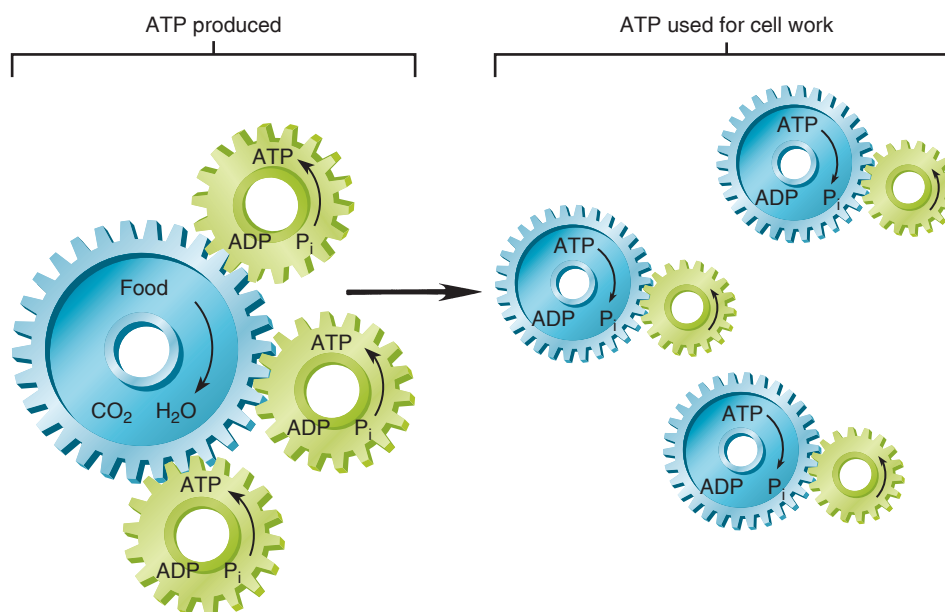 ATP produced
ATP used for cell work
ATP
ADP Pi
Food
CO2 H2O
ATP
ADP Pi
ATP
ADP Pi
ATP
ADP Pi
ATP
ADP Pi
ATP
ADP Pi